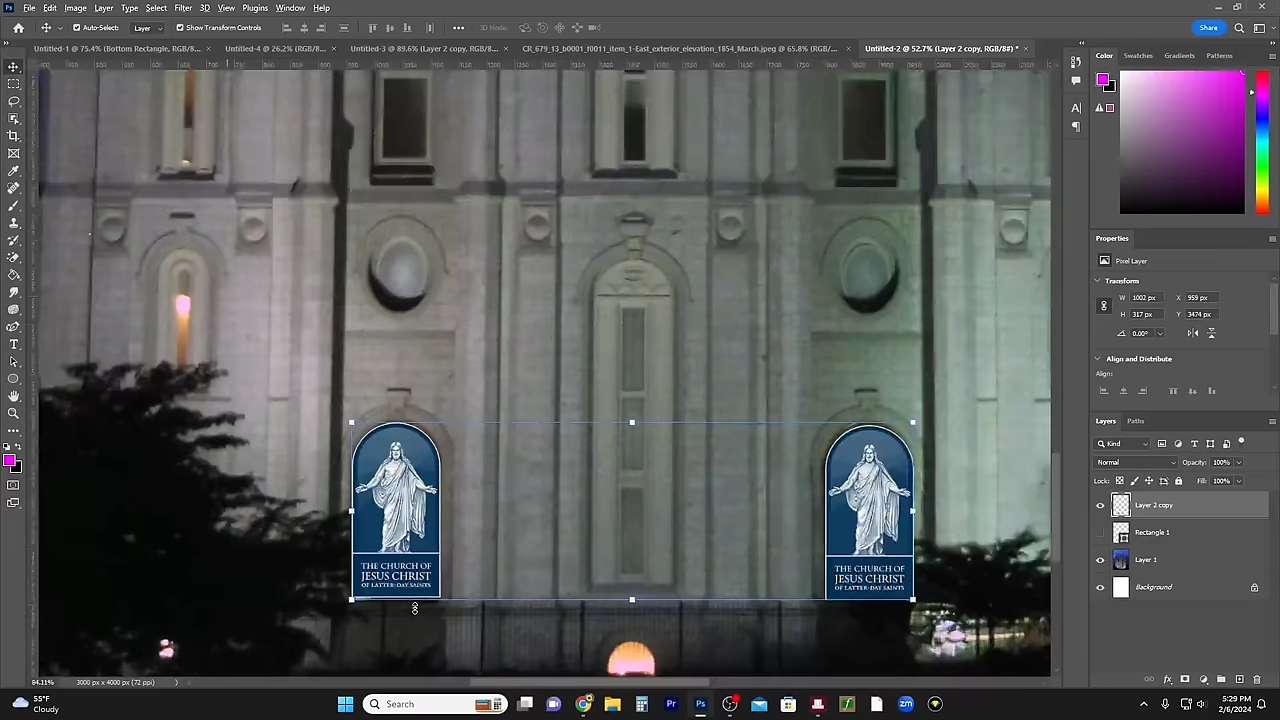 File Edit Image Layer Type Select Filter 3D View Plugins Window Help
Auto-Select: Layer Show Transform Controls 3D Mode: Share
Untitled-1 @ 75.4% (Bottom Rectangle, RGB/8... × Untitled-4 @ 26.2% (RGB/8... × Untitled-3 @ 89.6% (Layer 2 copy, RGB/8... × CR_679_13_b0001_f0011_item_1-East_exterior_elevation_1854_March.jpeg @ 65.8% (RGB/... × Untitled-2 @ 52.7% (Layer 2 copy, RGB/8#) * ×
Color Swatches Gradients Patterns
Properties
Pixel Layer
Transform
W 1002 px X 959 px
H 317 px Y 3474 px
0.00°
Align and Distribute
Align:
Layers Paths
Kind
Normal Opacity: 100%
Locks: Fill: 100%
Layer 2 copy
Rectangle 1
Layer 1
Background
THE CHURCH OF
JESUS CHRIST
OF LATTER-DAY SAINTS
THE CHURCH OF
JESUS CHRIST
OF LATTER-DAY SAINTS
54.11% 3000 px x 4000 px (72 ppi)
55°F
Cloudy
Search
5:29 PM
2/6/2024